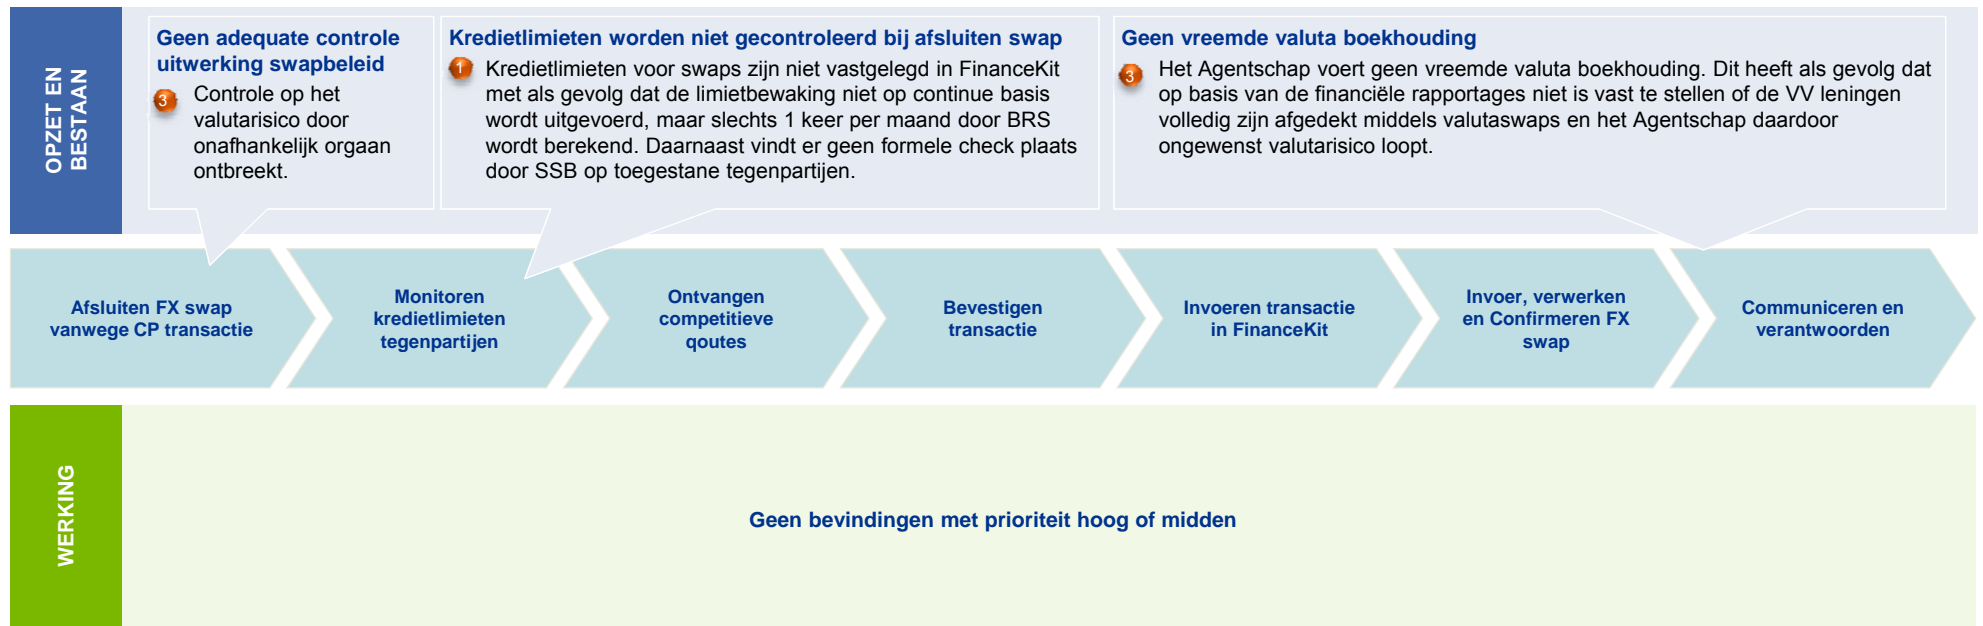 OPZET EN
BESTAAN
Geen adequate controle
uitwerking swapbeleid
3 Controle op het
valutarisico door
onafhankelijk orgaan
ontbreekt.
Kredietlimieten worden niet gecontroleerd bij afsluiten swap
1 Kredietlimieten voor swaps zijn niet vastgelegd in FinanceKit
met als gevolg dat de limietbewaking niet op continue basis
wordt uitgevoerd, maar slechts 1 keer per maand door BRS
wordt berekend. Daarnaast vindt er geen formele check plaats
door SSB op toegestane tegenpartijen.
Geen vreemde valuta boekhouding
3 Het Agentschap voert geen vreemde valuta boekhouding. Dit heeft als gevolg dat
op basis van de financiële rapportages niet is vast te stellen of de VV leningen
volledig zijn afgedekt middels valutaswaps en het Agentschap daardoor
ongewenst valutarisico loopt.
Afsluiten FX swap
vanwege CP transactie
Monitoren
kredietlimieten
tegenpartijen
Ontvangen
competitieve
qoutes
Bevestigen
transactie
Invoeren transactie
in FinanceKit
Invoer, verwerken
en Confirmeren FX
swap
Communiceren en
verantwoorden
WERKING
Geen bevindingen met prioriteit hoog of midden